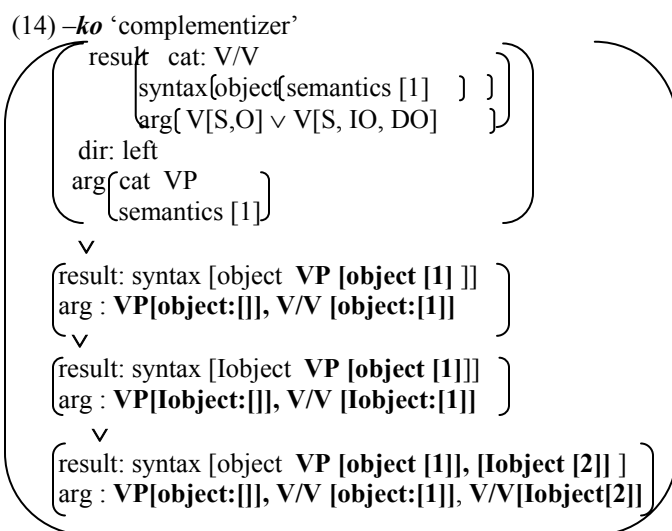 (14) –ko ‘complementizer’
result cat: V/V
syntax[object[semantics [1] ] ]
arg[ V[S,O] ∨ V[S, IO, DO] ]
dir: left
arg[cat VP
semantics [1]]
∨
[result: syntax [object VP [object [1] ]]
arg : VP[object:[]], V/V [object:[1]]
∨
[result: syntax [Iobject VP [object [1]]]
arg : VP[Iobject:[]], V/V [Iobject:[1]]
∨
[result: syntax [object VP [object [1]], [Iobject [2]] ]
arg : VP[object:[]], V/V [object:[1]], V/V[Iobject[2]]